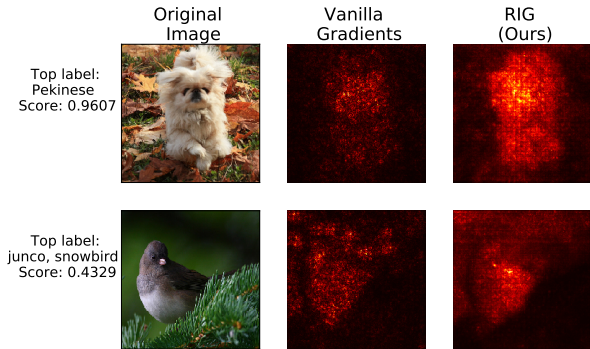 Original
Image
Vanilla
Gradients
RIG
(Ours)
Top label:
Pekinese
Score: 0.9607
Top label:
junco, snowbird
Score: 0.4329